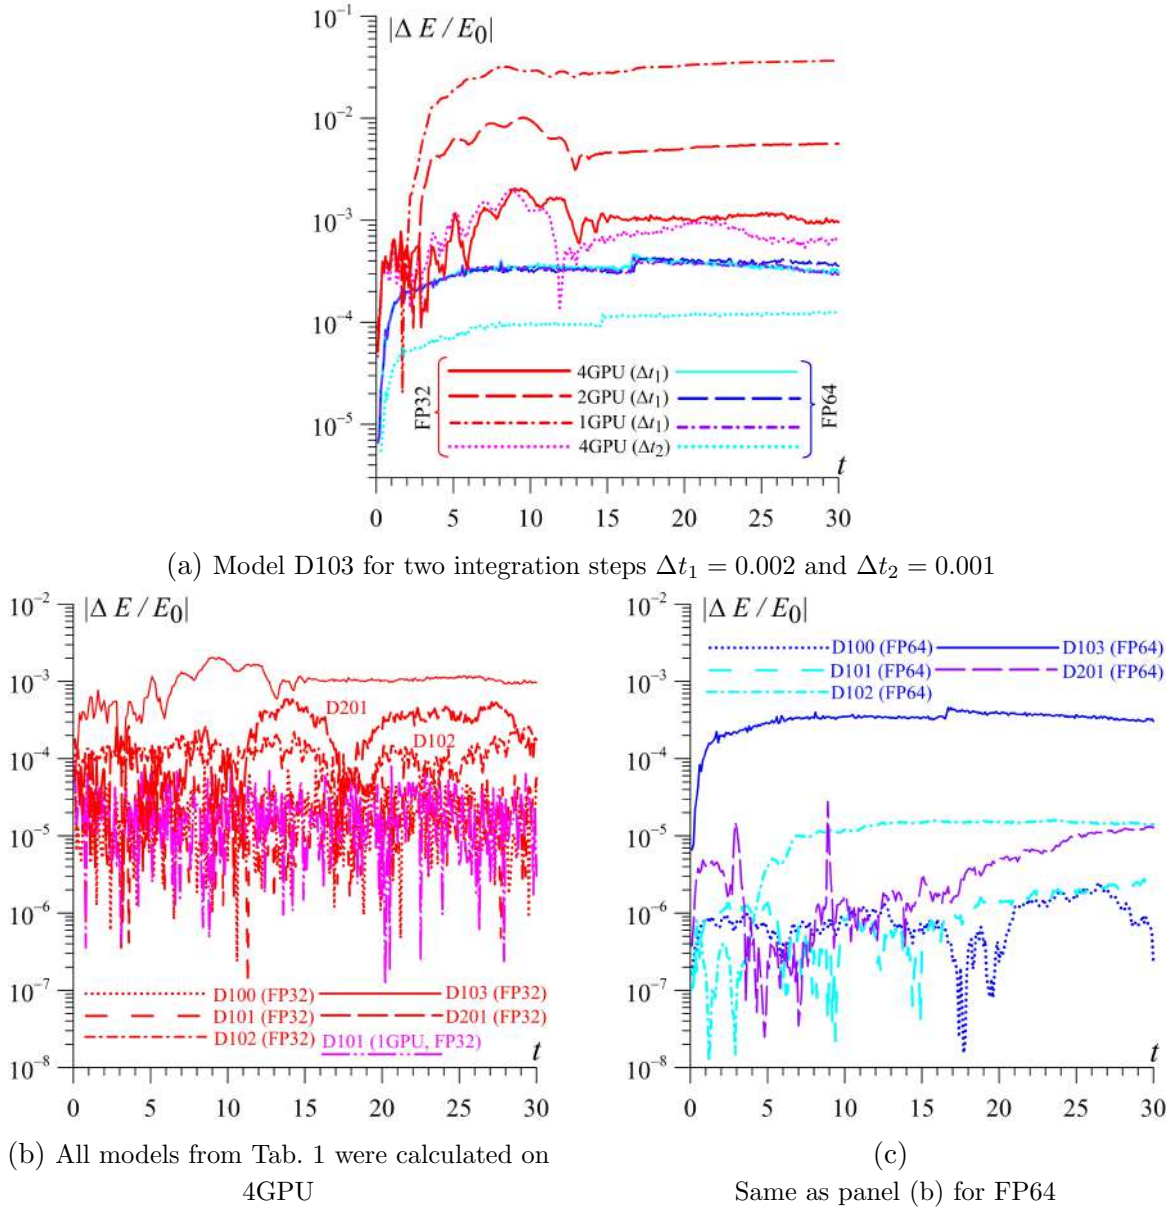 |Δ E / E₀|
10⁻¹
10⁻²
10⁻³
10⁻⁴
10⁻⁵
FP32
4GPU (Δt₁)
2GPU (Δt₁)
1GPU (Δt₁)
4GPU (Δt₂)
FP64
t
0 5 10 15 20 25 30
(a) Model D103 for two integration steps Δt₁ = 0.002 and Δt₂ = 0.001
|Δ E / E₀|
10⁻²
10⁻³
10⁻⁴
10⁻⁵
10⁻⁶
10⁻⁷
10⁻⁸
D201
D102
D100 (FP32) D103 (FP32)
D101 (FP32) D201 (FP32)
D102 (FP32) D101 (1GPU, FP32)
t
0 5 10 15 20 25 30
(b) All models from Tab. 1 were calculated on
4GPU
|Δ E / E₀|
10⁻²
10⁻³
10⁻⁴
10⁻⁵
10⁻⁶
10⁻⁷
10⁻⁸
D100 (FP64) D103 (FP64)
D101 (FP64) D201 (FP64)
D102 (FP64)
t
0 5 10 15 20 25 30
(c)
Same as panel (b) for FP64